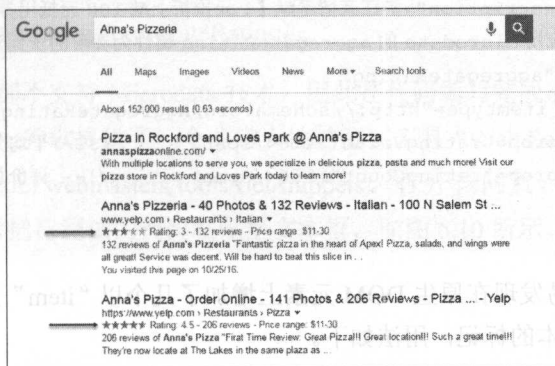 Google Anna's Pizzeria
All Maps Images Videos News More Search tools
About 152,000 results (0.63 seconds)
Pizza in Rockford and Loves Park @ Anna's Pizza
annaspizzaonline.com/
With multiple locations to serve you, we specialize in delicious pizza, pasta and much more! Visit our
pizza store in Rockford and Loves Park today to learn more!
Anna's Pizzeria - 40 Photos & 132 Reviews - Italian - 100 N Salem St ...
www.yelp.com › Restaurants › Italian
Rating: 3 - 132 reviews - Price range: $11-30
132 reviews of Anna's Pizzeria "Fantastic pizza in the heart of Apex! Pizza, salads, and wings were
all great! Service was decent. Will be hard to beat this slice in . .
You visited this page on 10/25/16.
Anna's Pizza - Order Online - 141 Photos & 206 Reviews - Pizza ... - Yelp
https://www.yelp.com › Restaurants › Pizza
Rating: 4.5 - 206 reviews - Price range: $11-30
206 reviews of Anna's Pizza "First Time Review: Great Pizza!!! Great location!!! Such a great time!!!
They're now locate at The Lakes in the same plaza as ...